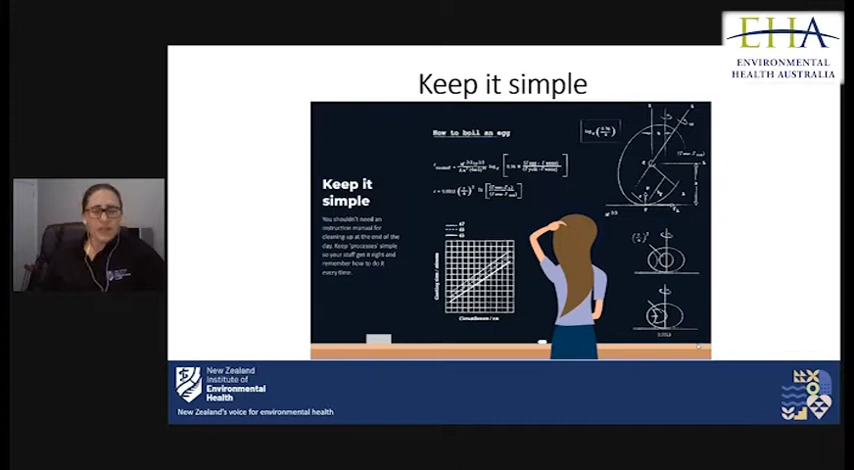 EHA
ENVIRONMENTAL
HEALTH AUSTRALIA
Keep it simple
How to boil an egg
Keep it
simple
You shouldn't need an
instruction manual for
cleaning up at the end of the
day. Keep 'processes' simple
so your staff get it right and
remember how to do it
every time.
New Zealand
Institute of
Environmental
Health
New Zealand's voice for environmental health